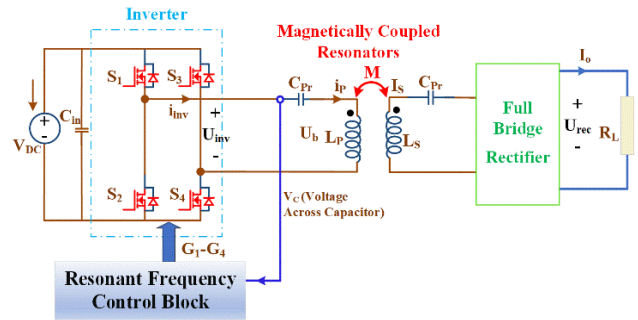 Inverter
Magnetically Coupled
Resonators
M
S1
S3
CPr
iP
IS
CPr
Io
iInv
+
Uinv
-
Cin
+
-
VDC
Ub
LP
LS
Full
Bridge
Rectifier
+
Urec
-
RL
S2
S4
VC (Voltage
Across Capacitor)
G1-G4
Resonant Frequency
Control Block